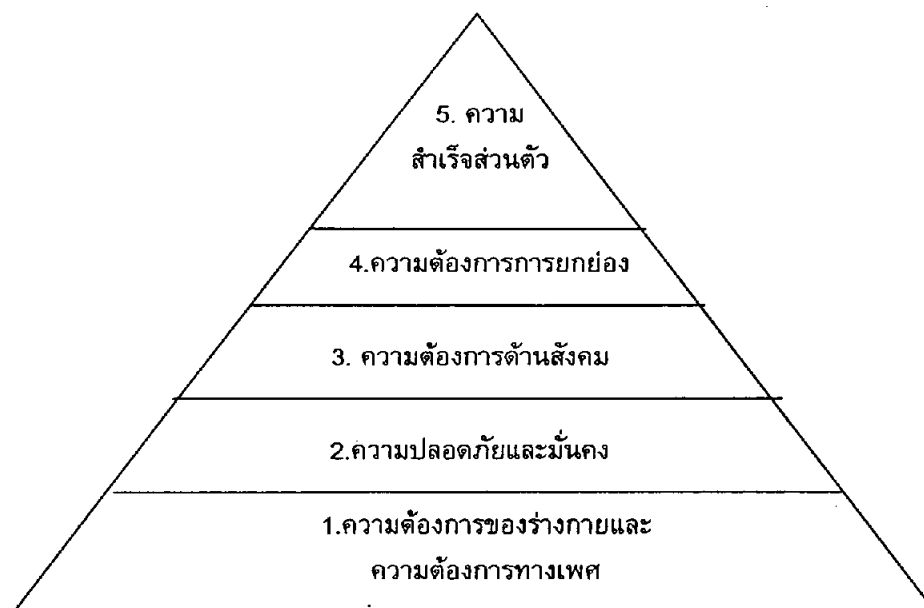 5. ความ
สำเร็จส่วนตัว
4.ความต้องการการยกย่อง
3. ความต้องการด้านสังคม
2.ความปลอดภัยและมั่นคง
1.ความต้องการของร่างกายและ
ความต้องการทางเพศ